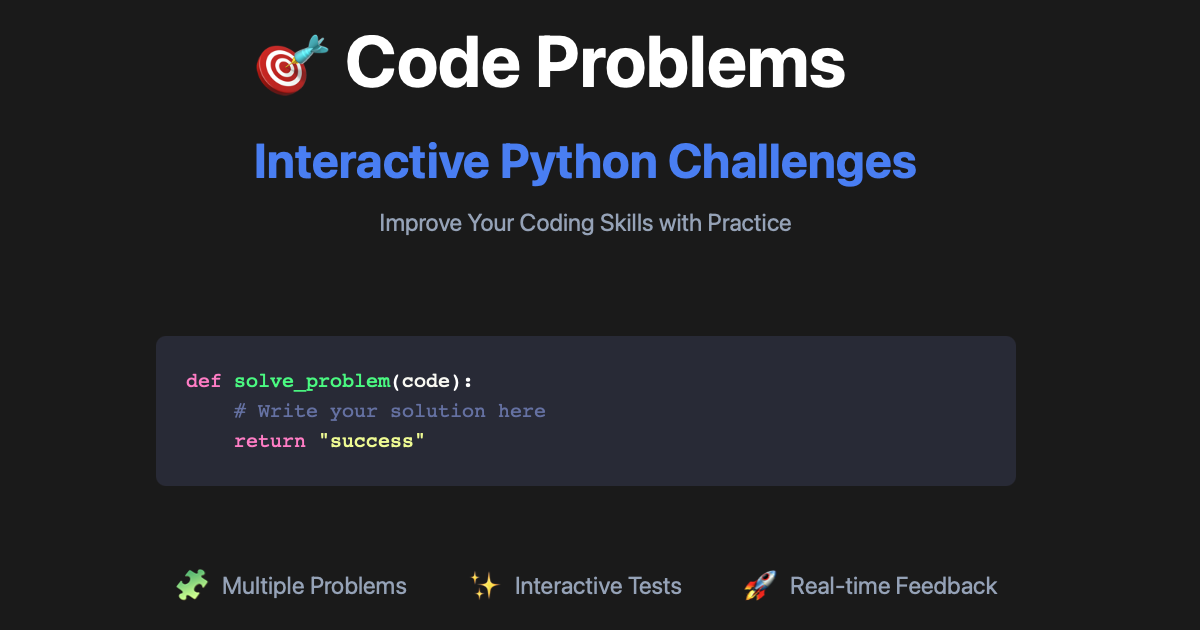 Code Problems
Interactive Python Challenges
Improve Your Coding Skills with Practice
def solve_problem(code):
    # Write your solution here
    return "success"
Multiple Problems
Interactive Tests
Real-time Feedback